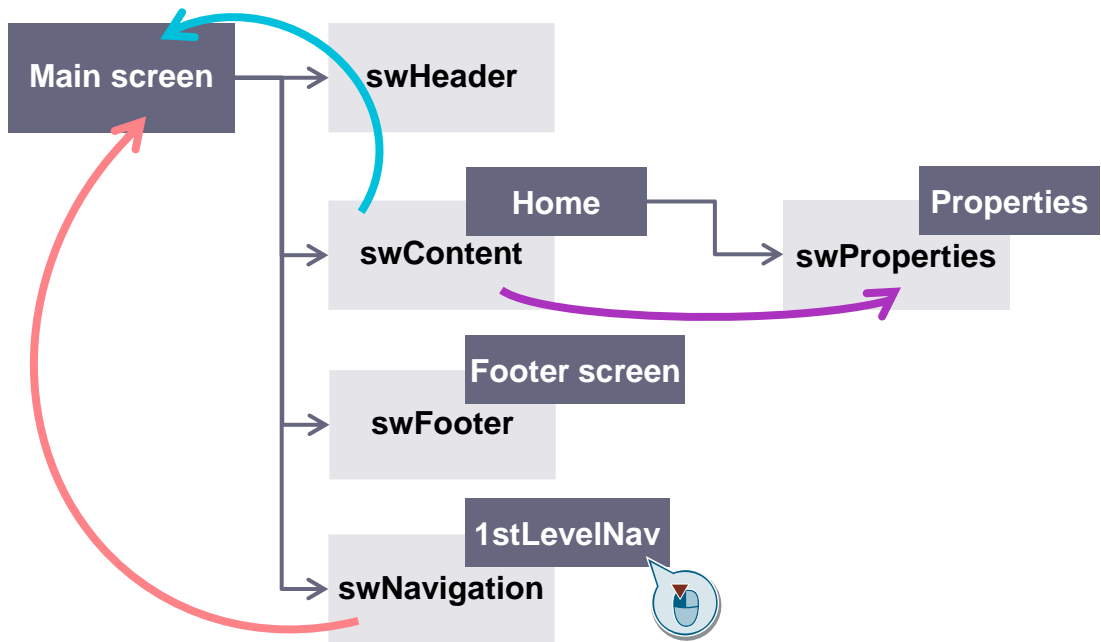 Main screen
swHeader
Home
swContent
Properties
swProperties
Footer screen
swFooter
1stLevelNav
swNavigation